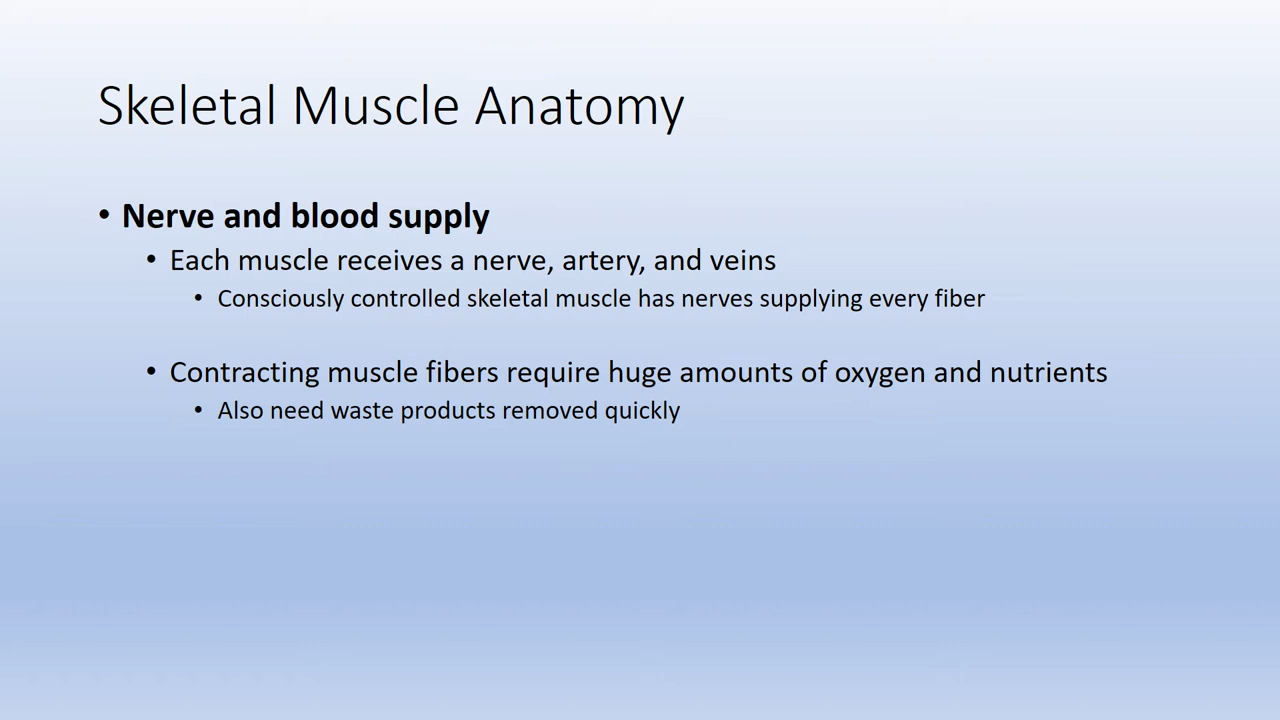 Skeletal Muscle Anatomy
• Nerve and blood supply
• Each muscle receives a nerve, artery, and veins
• Consciously controlled skeletal muscle has nerves supplying every fiber
• Contracting muscle fibers require huge amounts of oxygen and nutrients
• Also need waste products removed quickly